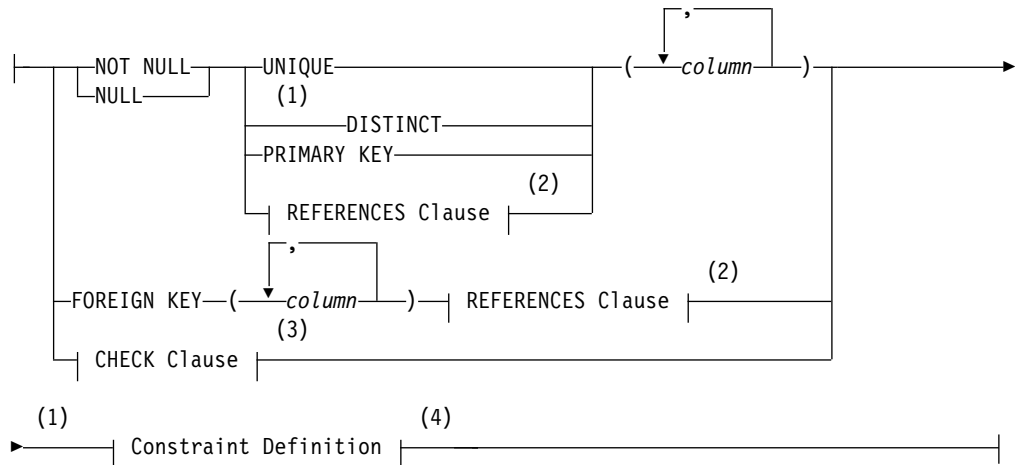 ,
NOT NULL UNIQUE ( column )
NULL (1)
DISTINCT
PRIMARY KEY
(2)
REFERENCES Clause
,
(2)
FOREIGN KEY ( column ) REFERENCES Clause
(3)
CHECK Clause
(1) (4)
Constraint Definition